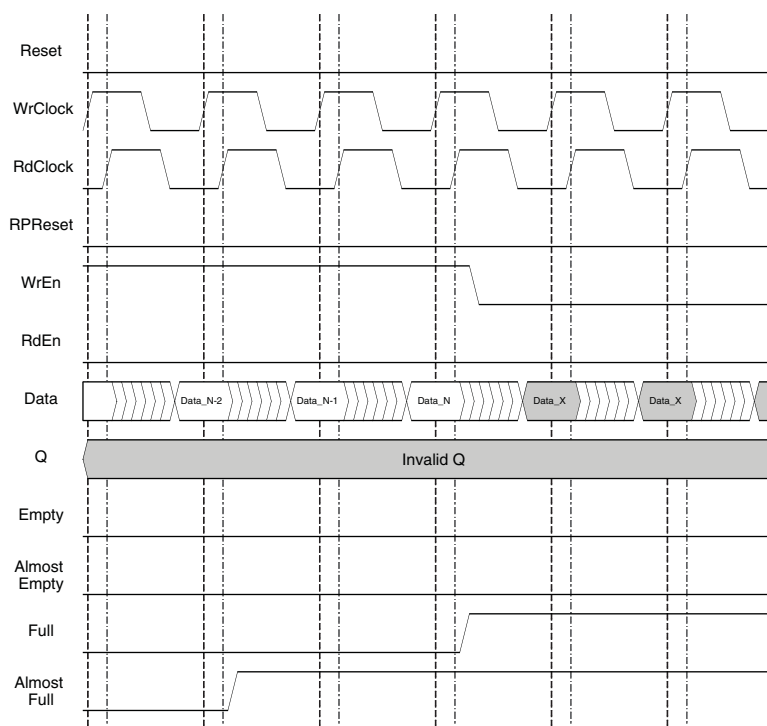 Reset
WrClock
RdClock
RPReset
WrEn
RdEn
Data
Data_N-2
Data_N-1
Data_N
Data_X
Data_X
Q
Invalid Q
Empty
Almost
Empty
Full
Almost
Full